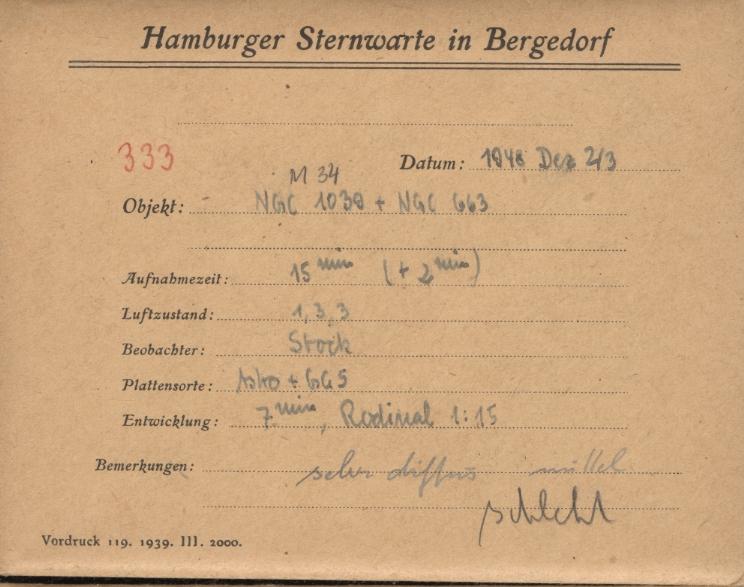 Hamburger Sternwarte in Bergedorf
333
Datum: 1948 Dez 2/3
M 34
Objekt: NGC 1039 + NGC 663
Aufnahmezeit: 15 min (+ 2 min)
Luftzustand: 1, 3, 3
Beobachter: Stock
Plattensorte: + GG5
Entwicklung: 7 min, Rodinal 1:15
Bemerkungen: sehr diffus mittel
schlecht
Vordruck 119. 1939. III. 2000.